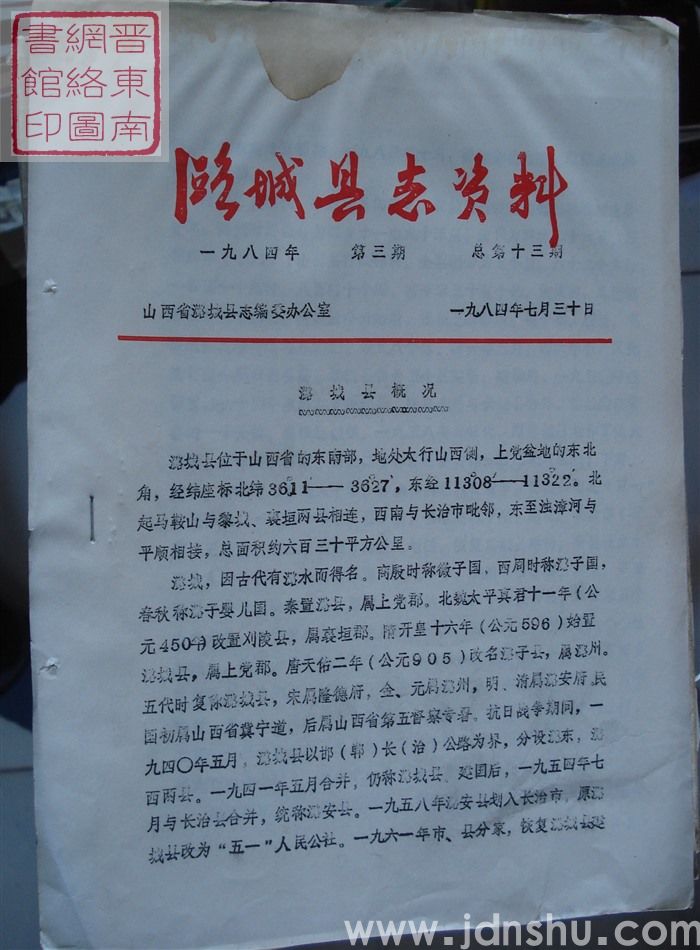 晋東南
網絡圖
書館印
潞城县志资料
一九八四年 第三期 总第十三期
山西省潞城县志编委办公室 一九八四年七月三十日
潞城县概况
潞城县位于山西省的东南部，地处太行山西侧，上党盆地的东北
角，经纬座标北纬36°11′——36°27′，东经113°08′——113°22′。北
起马鞍山与黎城、襄垣两县相连，西南与长治市毗邻，东至浊漳河与
平顺相接，总面积约六百三十平方公里。
潞城，因古代有潞水而得名。商殷时称微子国、西周时称潞子国，
春秋称潞子婴儿国。秦置潞县，属上党郡。北魏太平真君十一年（公
元450年）改置刈陵县，属襄垣郡。隋开皇十六年（公元596）始置
潞城县，属上党郡。唐天佑二年（公元905）改名潞子县，属潞州。
五代时复称潞城县，宋属隆德府，金、元属潞州，明、清属潞安府。民
国初属山西省冀宁道，后属山西省第五督察专署。抗日战争期间，一
九四〇年五月，潞城县以邯（郸）长（治）公路为界，分设潞东，潞
西两县。一九四一年五月合并，仍称潞城县。建国后，一九五四年七
月与长治县合并，统称潞安县。一九五八年潞安县划入长治市，原潞
城县改为“五一”人民公社。一九六一年市、县分家，恢复潞城县建
www.jdnshu.com